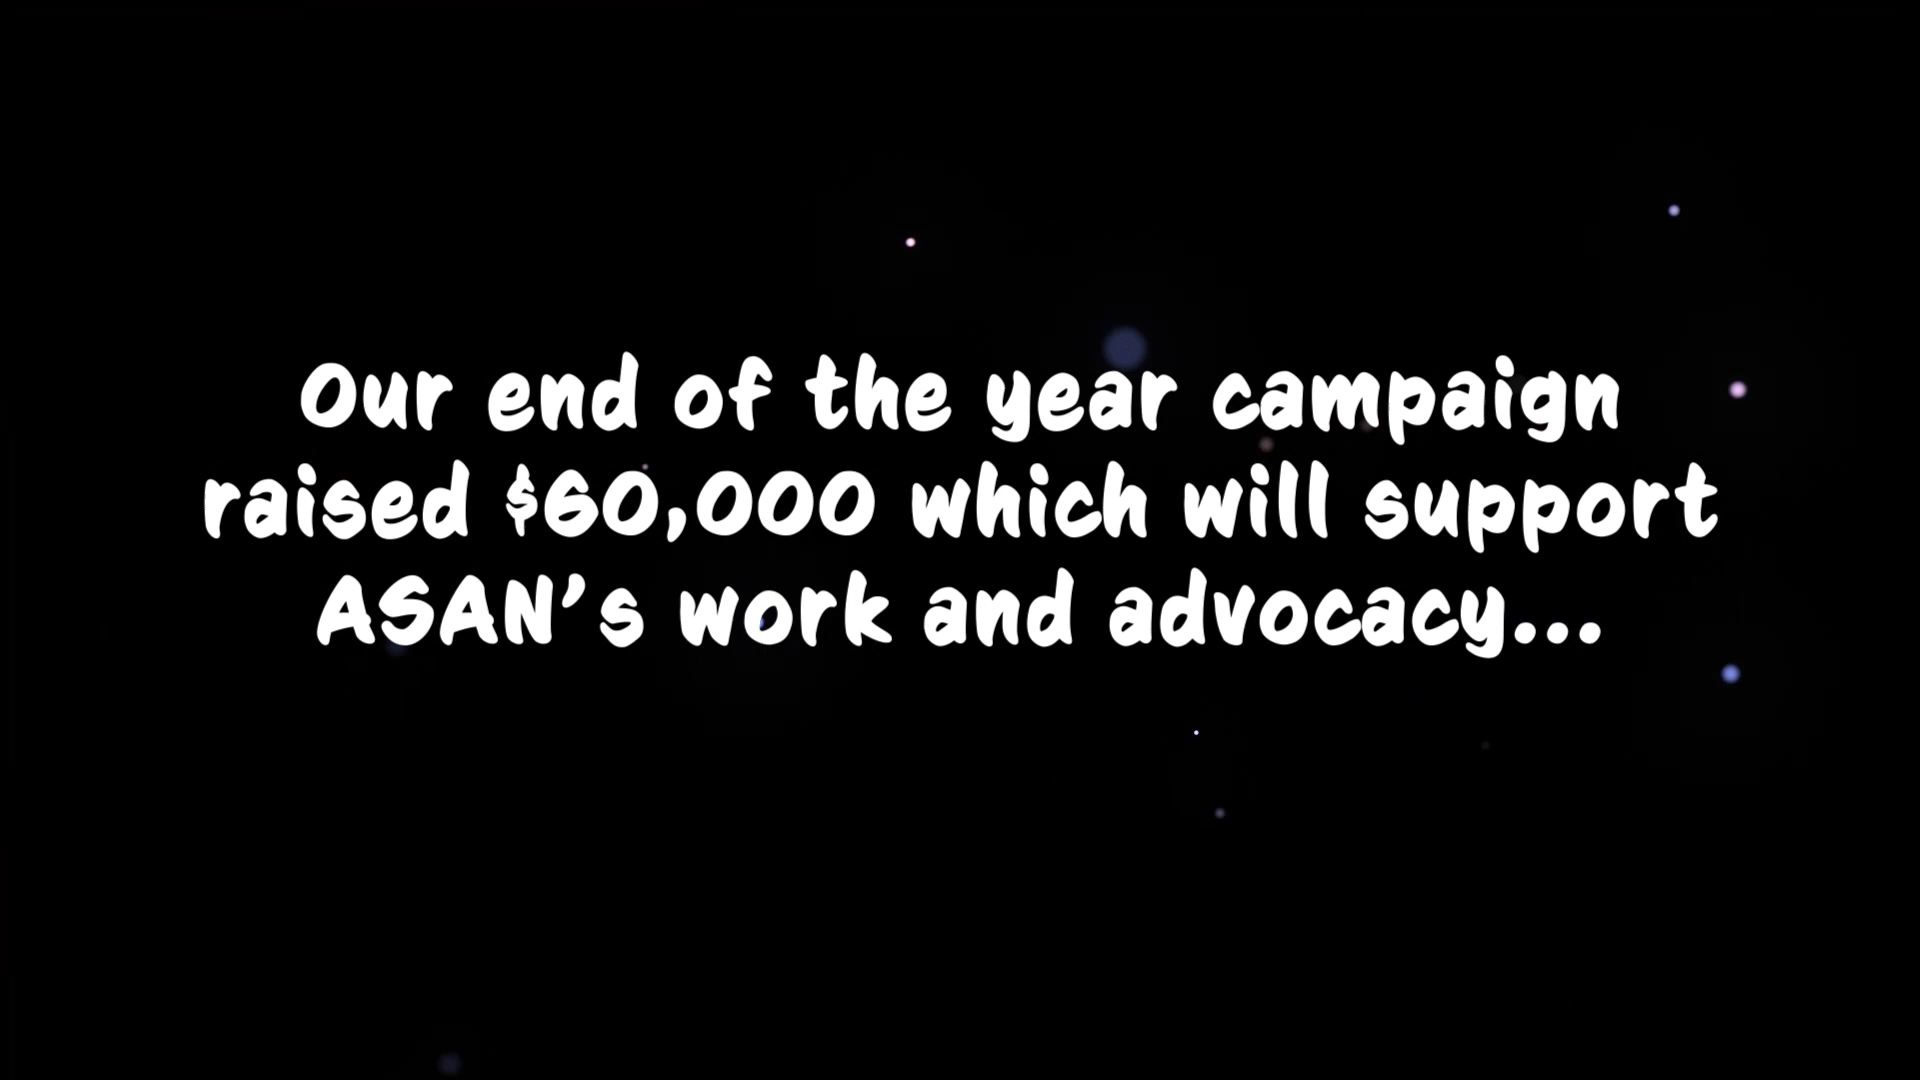 Our end of the year campaign
raised $60,000 which will support
ASAN's work and advocacy...